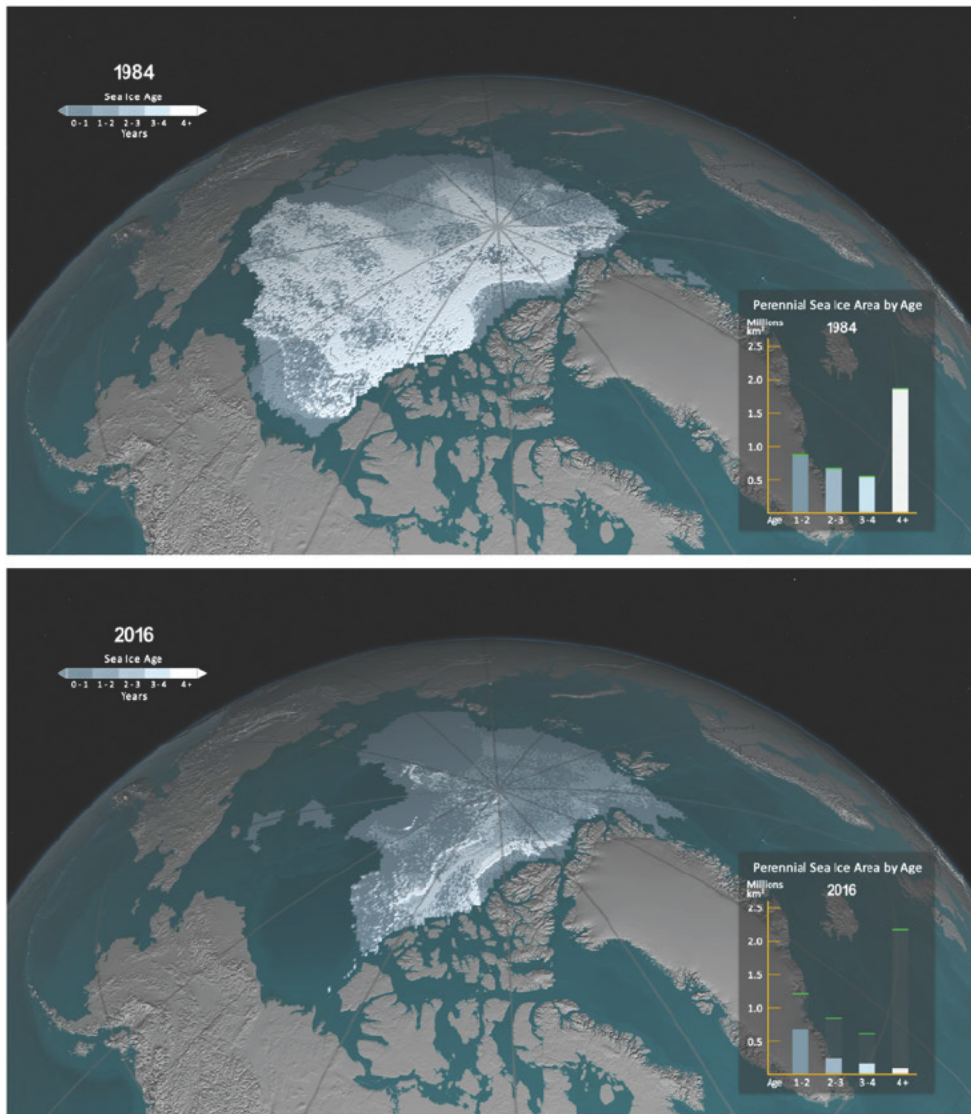 1984
Sea Ice Age
0-1 1-2 2-3 3-4 4+
Years
Perennial Sea Ice Area by Age
Millions
km²
1984
2.5
2.0
1.5
1.0
0.5
Age 1-2 2-3 3-4 4+
2016
Sea Ice Age
0-1 1-2 2-3 3-4 4+
Years
Perennial Sea Ice Area by Age
Millions
km²
2016
2.5
2.0
1.5
1.0
0.5
Age 1-2 2-3 3-4 4+